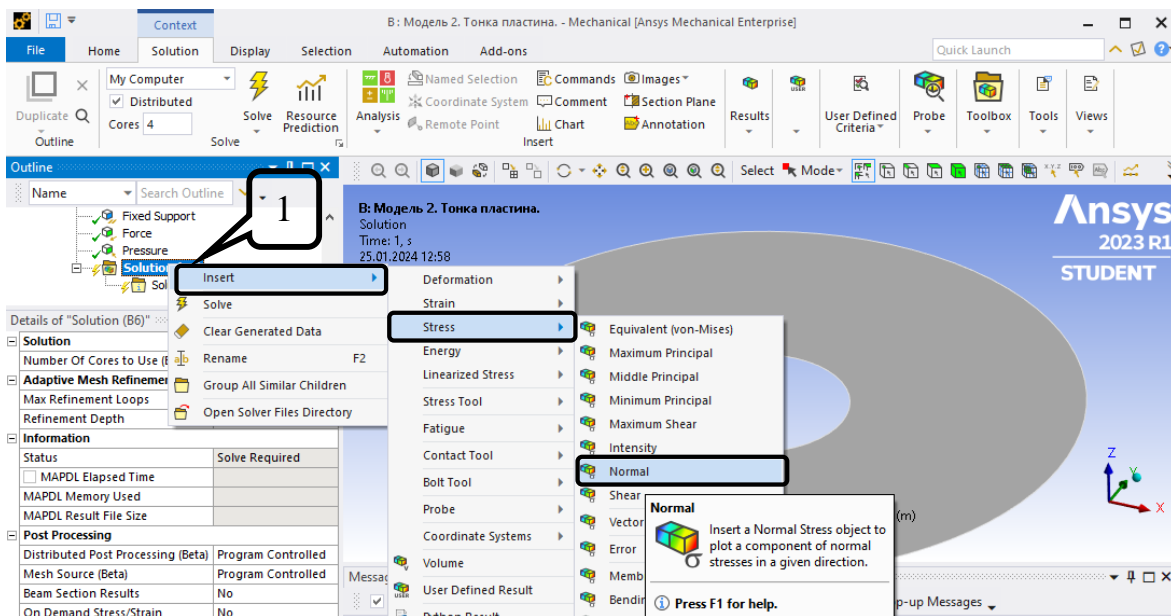 Context
B : Модель 2. Тонка пластина. - Mechanical [Ansys Mechanical Enterprise]
File Home Solution Display Selection Automation Add-ons Quick Launch
Duplicate
Outline
My Computer
Distributed
Cores 4
Solve
Resource Prediction
Solve
Analysis
Named Selection
Coordinate System
Remote Point
Commands
Comment
Chart
Images
Section Plane
Annotation
Insert
Results
User Defined Criteria
Probe
Toolbox
Tools
Views
Outline
Name Search Outline
1
Fixed Support
Force
Pressure
Solution
Sol
Select Mode
B: Модель 2. Тонка пластина.
Solution
Time: 1, s
25.01.2024 12:58
Ansys
2023 R1
STUDENT
Insert
Solve
Clear Generated Data
Rename F2
Group All Similar Children
Open Solver Files Directory
Deformation
Strain
Stress
Energy
Linearized Stress
Stress Tool
Fatigue
Contact Tool
Bolt Tool
Probe
Coordinate Systems
Volume
User Defined Result
Python Result
Equivalent (von-Mises)
Maximum Principal
Middle Principal
Minimum Principal
Maximum Shear
Intensity
Normal
Shear
Vector
Error
Memb
Bendin
Normal
Insert a Normal Stress object to
plot a component of normal
stresses in a given direction.
Press F1 for help.
Details of "Solution (B6)"
Solution
Number Of Cores to Use (B
Adaptive Mesh Refinemen
Max Refinement Loops
Refinement Depth
Information
Status Solve Required
MAPDL Elapsed Time
MAPDL Memory Used
MAPDL Result File Size
Post Processing
Distributed Post Processing (Beta) Program Controlled
Mesh Source (Beta) Program Controlled
Beam Section Results No
On Demand Stress/Strain No
(m)
Z
Y
X
Messag
p-up Messages